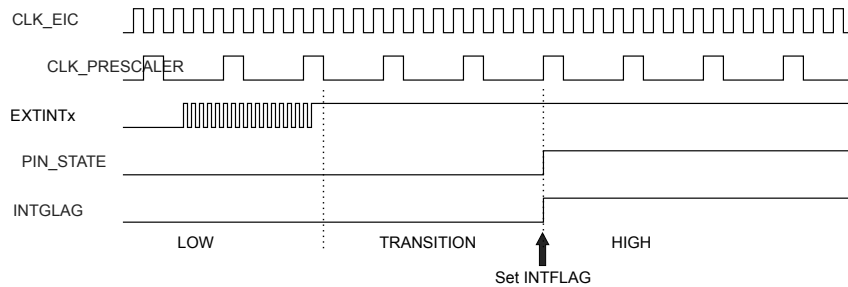 CLK_EIC
CLK_PRESCALER
EXTINTx
PIN_STATE
INTGLAG
LOW TRANSITION HIGH
Set INTFLAG